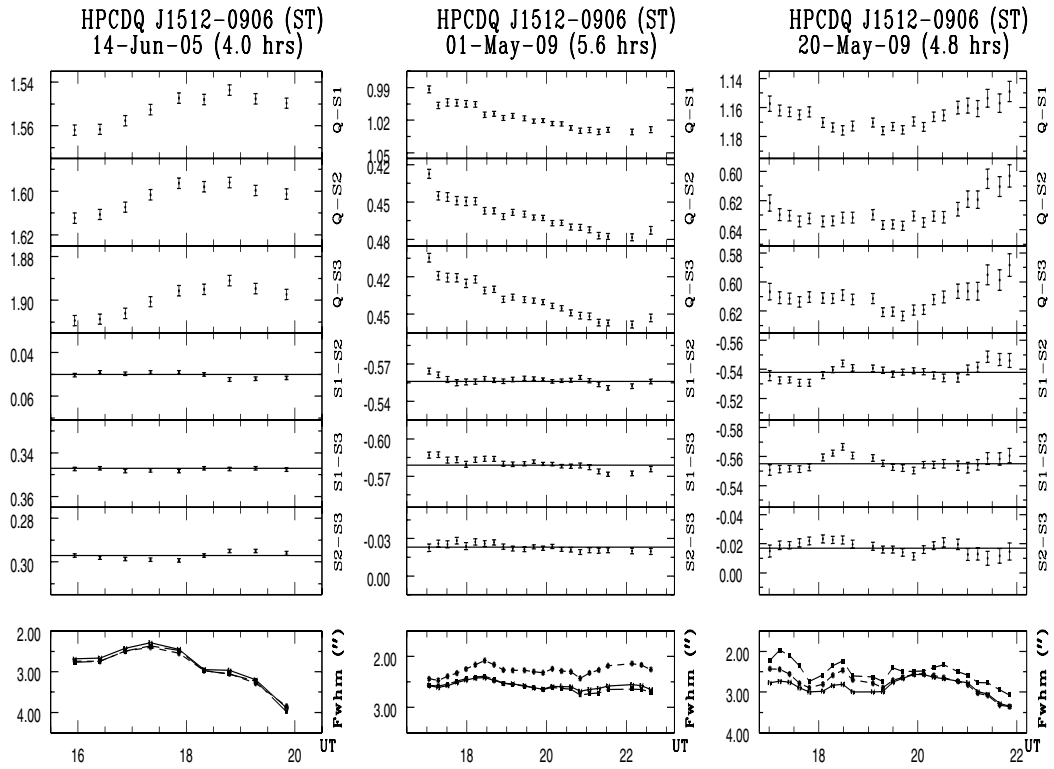 HPCDQ J1512-0906 (ST)
14-Jun-05 (4.0 hrs)
1.54
1.56
Q-S1
1.60
1.62
Q-S2
1.88
1.90
Q-S3
0.04
0.06
S1-S2
0.34
0.36
S1-S3
0.28
0.30
S2-S3
2.00
3.00
4.00
Fwhm (")
16
18
20
UT
HPCDQ J1512-0906 (ST)
01-May-09 (5.6 hrs)
0.99
1.02
1.05
Q-S1
0.42
0.45
0.48
Q-S2
0.42
0.45
Q-S3
-0.57
-0.54
S1-S2
-0.60
-0.57
S1-S3
-0.03
0.00
S2-S3
2.00
3.00
Fwhm (")
18
20
22
UT
HPCDQ J1512-0906 (ST)
20-May-09 (4.8 hrs)
1.14
1.16
1.18
Q-S1
0.60
0.62
0.64
Q-S2
0.58
0.60
0.62
Q-S3
-0.56
-0.54
-0.52
S1-S2
-0.58
-0.56
-0.54
S1-S3
-0.04
-0.02
0.00
S2-S3
2.00
3.00
4.00
Fwhm (")
18
20
22
UT